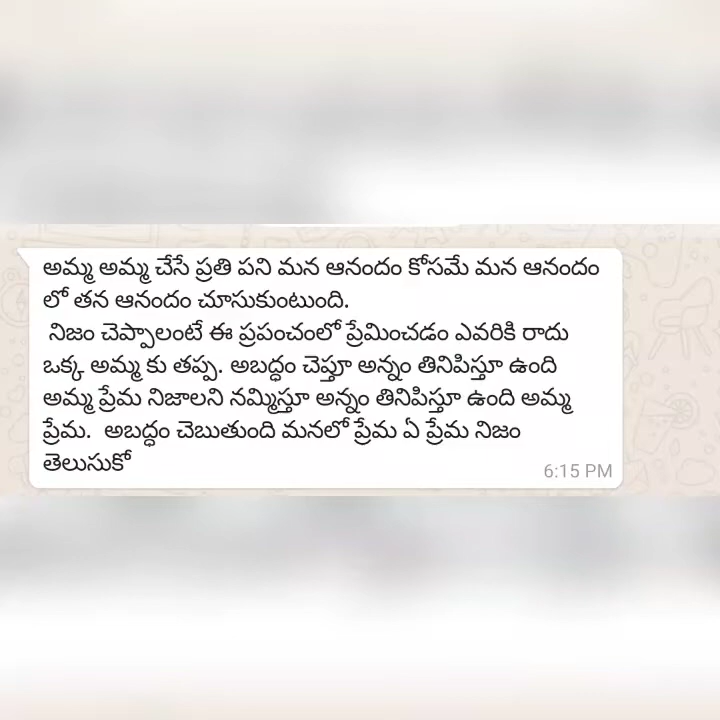 అమ్మ అమ్మ చేసే ప్రతి పని మన ఆనందం కోసమే మన ఆనందం
లో తన ఆనందం చూసుకుంటుంది.
నిజం చెప్పాలంటే ఈ ప్రపంచంలో ప్రేమించడం ఎవరికి రాదు
ఒక్క అమ్మ కు తప్ప. అబద్ధం చెప్తూ అన్నం తినిపిస్తూ ఉంది
అమ్మ ప్రేమ నిజాలని నమ్మిస్తూ అన్నం తినిపిస్తూ ఉంది అమ్మ
ప్రేమ. అబద్ధం చెబుతుంది మనలో ప్రేమ ఏ ప్రేమ నిజం
తెలుసుకో
6:15 PM